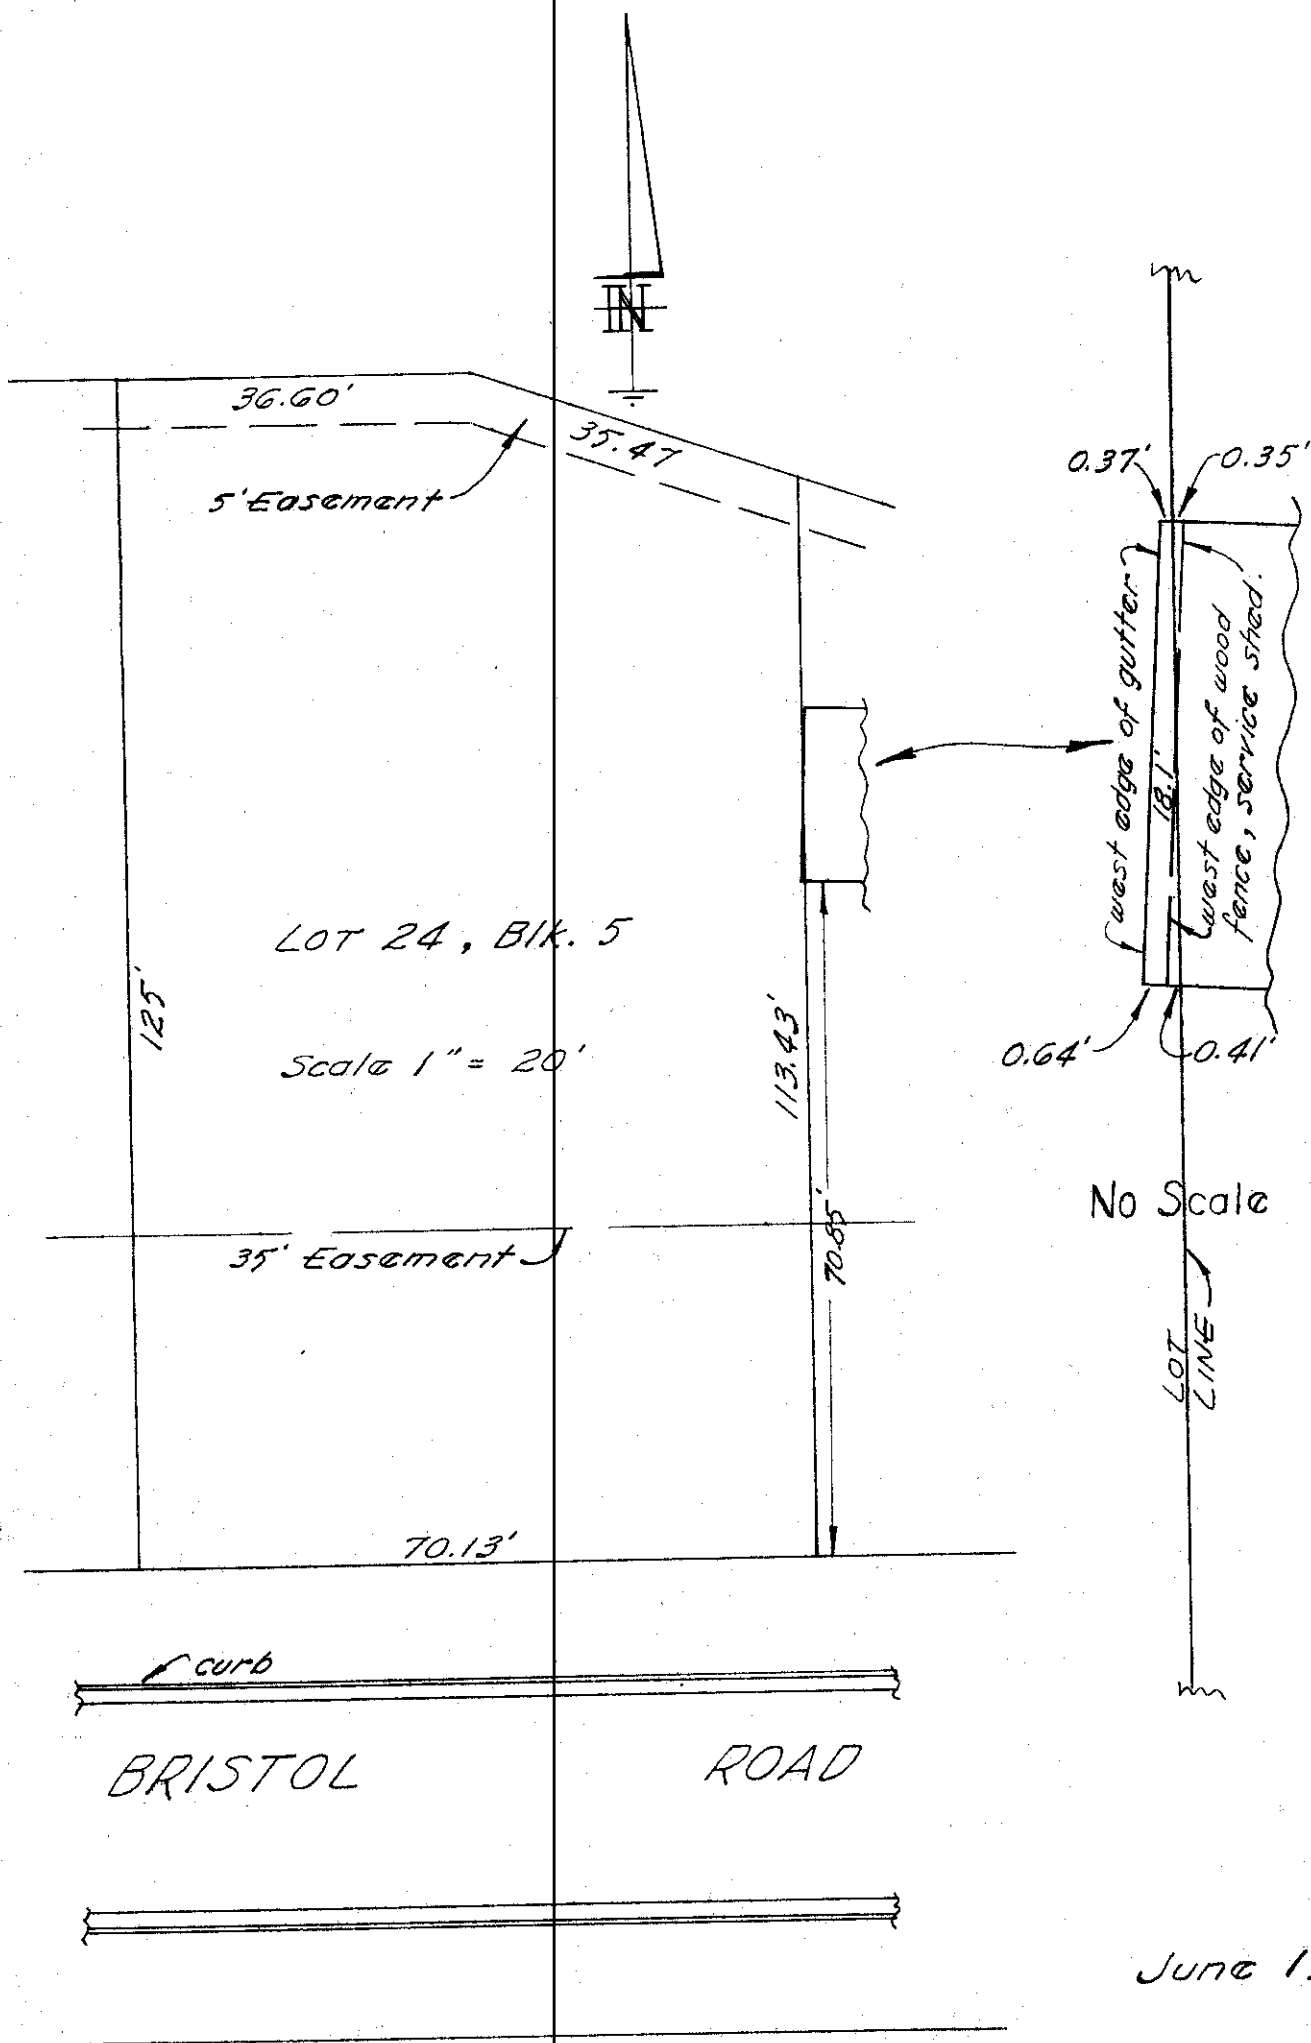 N
36.60'
35.47
5' Easement
0.37'
0.35'
west edge of gutter
18.1'
west edge of wood
fence, service shed.
LOT 24, Blk. 5
125'
Scale 1" = 20'
113.43'
70.85'
0.64'
0.41'
No Scale
35' Easement
LOT
LINE
70.13'
curb
BRISTOL ROAD
June 1